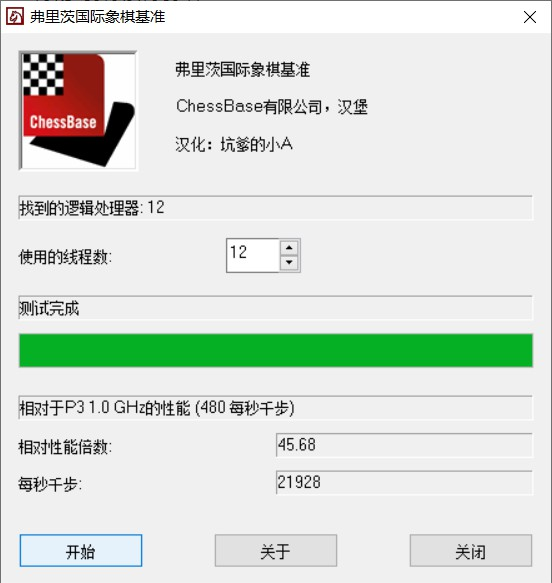 弗里茨国际象棋基准
弗里茨国际象棋基准
ChessBase有限公司，汉堡
汉化：坑爹的小A
ChessBase
找到的逻辑处理器: 12
使用的线程数:
12
测试完成
相对于P3 1.0 GHz的性能 (480 每秒千步)
相对性能倍数:
45.68
每秒千步:
21928
开始
关于
关闭